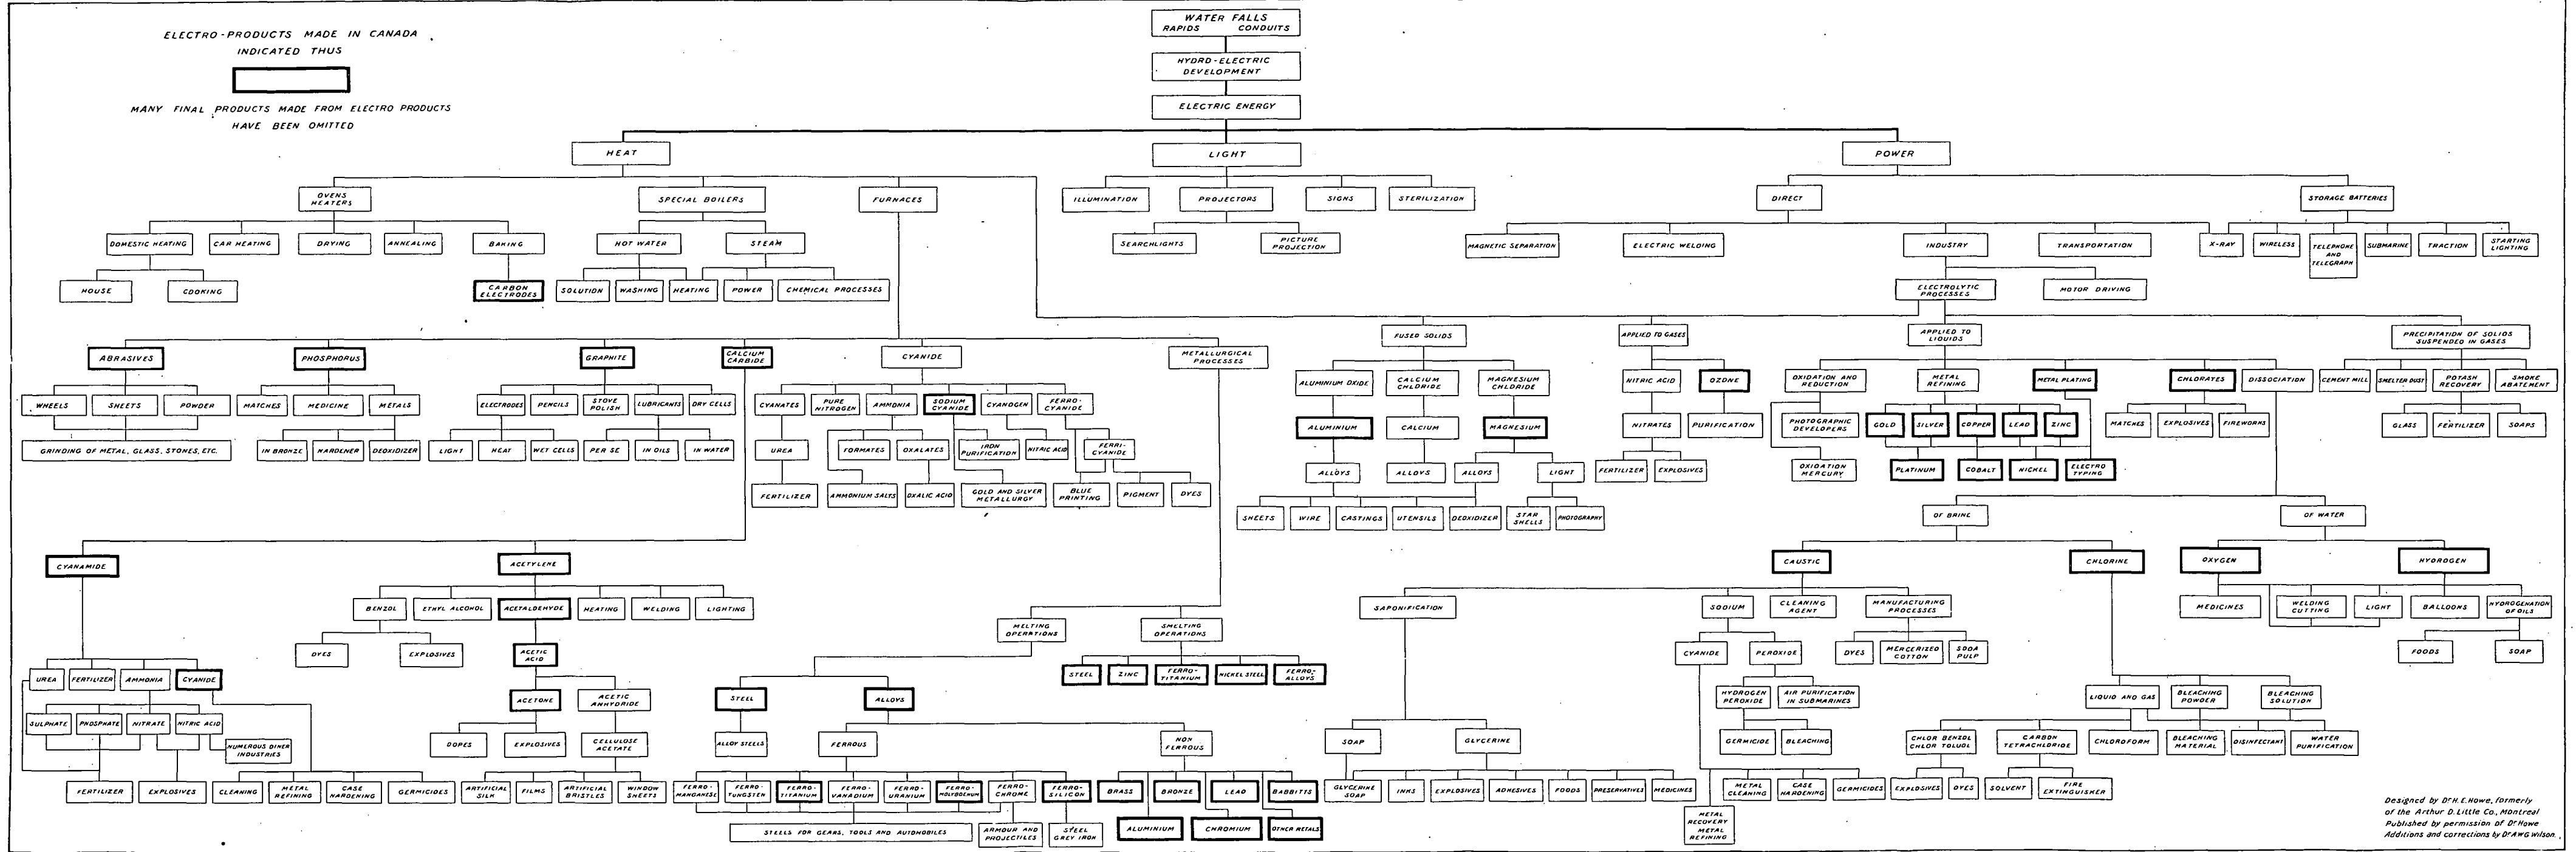 ELECTRO-PRODUCTS MADE IN CANADA
INDICATED THUS
MANY FINAL PRODUCTS MADE FROM ELECTRO PRODUCTS
HAVE BEEN OMITTED
WATER FALLS
RAPIDS CONDUITS
HYDRO-ELECTRIC
DEVELOPMENT
ELECTRIC ENERGY
HEAT
LIGHT
POWER
OVENS
HEATERS
SPECIAL BOILERS
FURNACES
ILLUMINATION
PROJECTORS
SIGNS
STERILIZATION
DIRECT
STORAGE BATTERIES
DOMESTIC HEATING
CAR HEATING
DRYING
ANNEALING
BAKING
HOT WATER
STEAM
SEARCHLIGHTS
PICTURE
PROJECTION
MAGNETIC SEPARATION
ELECTRIC WELDING
INDUSTRY
TRANSPORTATION
X-RAY
WIRELESS
TELEPHONE
AND
TELEGRAPH
SUBMARINE
TRACTION
STARTING
LIGHTING
HOUSE
COOKING
CARBON
ELECTRODES
SOLUTION
WASHING
HEATING
POWER
CHEMICAL PROCESSES
ELECTROLYTIC
PROCESSES
MOTOR DRIVING
FUSED SOLIDS
APPLIED TO GASES
APPLIED TO
LIQUIDS
PRECIPITATION OF SOLIDS
SUSPENDED IN GASES
ABRASIVES
PHOSPHORUS
GRAPHITE
CALCIUM
CARBIDE
CYANIDE
METALLURGICAL
PROCESSES
ALUMINIUM OXIDE
CALCIUM
CHLORIDE
MAGNESIUM
CHLORIDE
NITRIC ACID
OZONE
OXIDATION AND
REDUCTION
METAL
REFINING
METAL PLATING
CHLORATES
DISSOCIATION
CEMENT MILL
SMELTER DUST
POTASH
RECOVERY
SMOKE
ABATEMENT
WHEELS
SHEETS
POWDER
MATCHES
MEDICINE
METALS
ELECTRODES
PENCILS
STOVE
POLISH
LUBRICANTS
DRY CELLS
CYANATES
PURE
NITROGEN
AMMONIA
SODIUM
CYANIDE
CYANOGEN
FERRO-
CYANIDE
ALUMINIUM
CALCIUM
MAGNESIUM
NITRATES
PURIFICATION
PHOTOGRAPHIC
DEVELOPERS
GOLD
SILVER
COPPER
LEAD
ZINC
MATCHES
EXPLOSIVES
FIREWORKS
GLASS
FERTILIZER
SOAPS
GRINDING OF METAL, GLASS, STONES, ETC.
IN BRONZE
HARDENER
DEOXIDIZER
LIGHT
HEAT
WET CELLS
PER SE
IN OILS
IN WATER
UREA
FORMATES
OXALATES
IRON
PURIFICATION
NITRIC ACID
FERRI-
CYANIDE
ALLOYS
ALLOYS
ALLOYS
LIGHT
FERTILIZER
EXPLOSIVES
OXIDATION
MERCURY
PLATINUM
COBALT
NICKEL
ELECTRO
TYPING
FERTILIZER
AMMONIUM SALTS
OXALIC ACID
GOLD AND SILVER
METALLURGY
BLUE
PRINTING
PIGMENT
DYES
SHEETS
WIRE
CASTINGS
UTENSILS
DEOXIDIZER
STAR
SHELLS
PHOTOGRAPHY
OF BRINE
OF WATER
CYANAMIDE
ACETYLENE
CAUSTIC
CHLORINE
OXYGEN
HYDROGEN
BENZOL
ETHYL ALCOHOL
ACETALDEHYDE
HEATING
WELDING
LIGHTING
SAPONIFICATION
SODIUM
CLEANING
AGENT
MANUFACTURING
PROCESSES
MEDICINES
WELDING
CUTTING
LIGHT
BALLOONS
HYDROGENATION
OF OILS
MELTING
OPERATIONS
SMELTING
OPERATIONS
DYES
EXPLOSIVES
ACETIC
ACID
CYANIDE
PEROXIDE
DYES
MERCERIZED
COTTON
SODA
PULP
FOODS
SOAP
UREA
FERTILIZER
AMMONIA
CYANIDE
STEEL
ZINC
FERRO-
TITANIUM
NICKEL STEEL
FERRO-
ALLOYS
ACETONE
ACETIC
ANHYDRIDE
STEEL
ALLOYS
HYDROGEN
PEROXIDE
AIR PURIFICATION
IN SUBMARINES
LIQUID AND GAS
BLEACHING
POWDER
BLEACHING
SOLUTION
SULPHATE
PHOSPHATE
NITRATE
NITRIC ACID
NUMEROUS OTHER
INDUSTRIES
DOPES
EXPLOSIVES
CELLULOSE
ACETATE
ALLOY STEELS
FERROUS
NON
FERROUS
SOAP
GLYCERINE
GERMICIDE
BLEACHING
CHLOR BENZOL
CHLOR TOLUOL
CARBON
TETRACHLORIDE
CHLOROFORM
BLEACHING
MATERIAL
DISINFECTANT
WATER
PURIFICATION
FERTILIZER
EXPLOSIVES
CLEANING
METAL
REFINING
CASE
HARDENING
GERMICIDES
ARTIFICIAL
SILK
FILMS
ARTIFICIAL
BRISTLES
WINDOW
SHEETS
FERRO-
MANGANESE
FERRO-
TUNGSTEN
FERRO-
TITANIUM
FERRO-
VANADIUM
FERRO-
URANIUM
FERRO-
MOLYBDENUM
FERRO-
CHROME
FERRO-
SILICON
BRASS
BRONZE
LEAD
BABBITTS
GLYCERINE
SOAP
INKS
EXPLOSIVES
ADHESIVES
FOODS
PRESERVATIVES
MEDICINES
METAL
CLEANING
CASE
HARDENING
GERMICIDES
EXPLOSIVES
DYES
SOLVENT
FIRE
EXTINGUISHER
STELLS FOR GEARS, TOOLS AND AUTOMOBILES
ARMOUR AND
PROJECTILES
STEEL
GREY IRON
ALUMINIUM
CHROMIUM
OTHER METALS
METAL
RECOVERY
METAL
REFINING
Designed by Dr H. E. Howe, formerly
of the Arthur D. Little Co., Montreal
Published by permission of Dr Howe
Additions and corrections by Dr A W G Wilson.